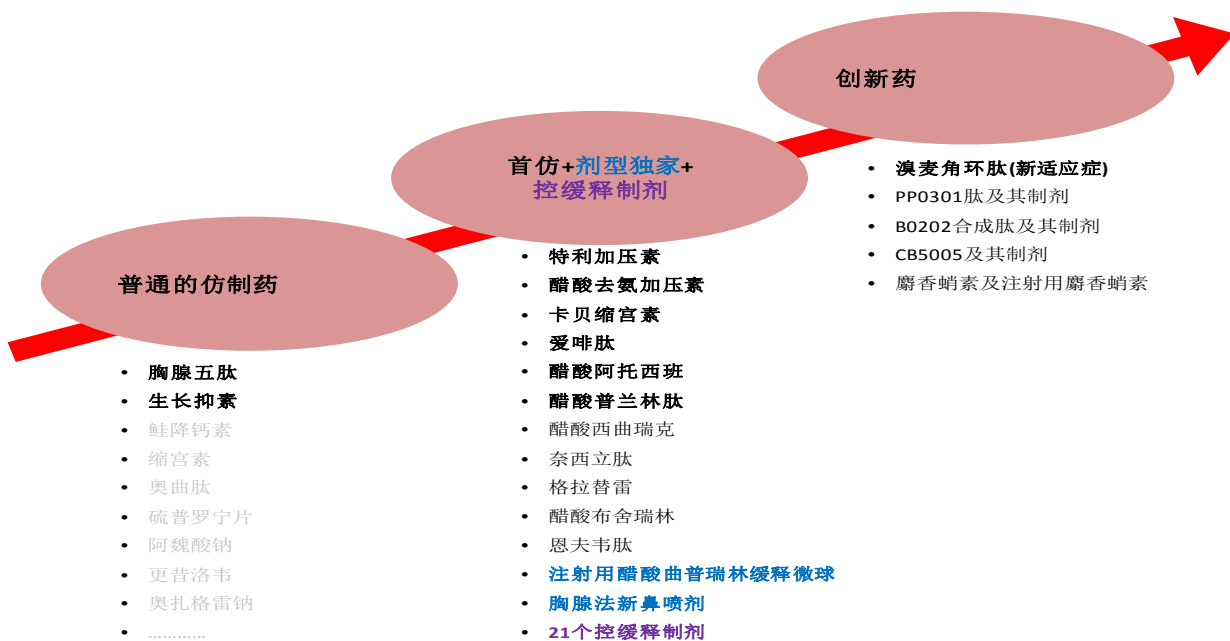 普通的仿制药
• 胸腺五肽
• 生长抑素
• 鲑降钙素
• 缩宫素
• 奥曲肽
• 硫普罗宁片
• 阿魏酸钠
• 更昔洛韦
• 奥扎格雷钠
• …………
首仿+剂型独家+
控缓释制剂
• 特利加压素
• 醋酸去氨加压素
• 卡贝缩宫素
• 爱啡肽
• 醋酸阿托西班
• 醋酸普兰林肽
• 醋酸西曲瑞克
• 奈西立肽
• 格拉替雷
• 醋酸布舍瑞林
• 恩夫韦肽
• 注射用醋酸曲普瑞林缓释微球
• 胸腺法新鼻喷剂
• 21个控缓释制剂
创新药
• 溴麦角环肽(新适应症)
• PP0301肽及其制剂
• B0202合成肽及其制剂
• CB5005及其制剂
• 麝香蛸素及注射用麝香蛸素